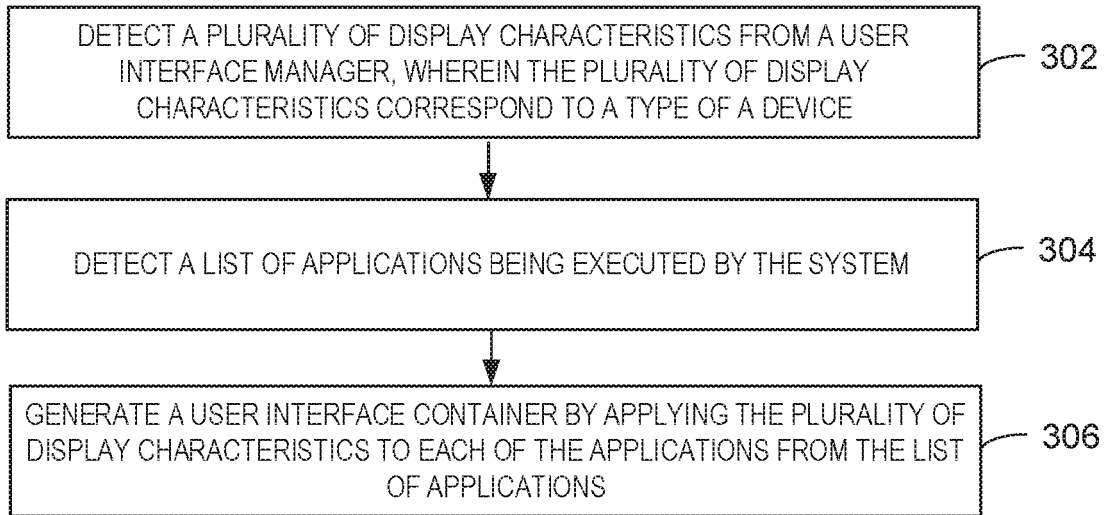 DETECT A PLURALITY OF DISPLAY CHARACTERISTICS FROM A USER
INTERFACE MANAGER, WHEREIN THE PLURALITY OF DISPLAY
CHARACTERISTICS CORRESPOND TO A TYPE OF A DEVICE
302
DETECT A LIST OF APPLICATIONS BEING EXECUTED BY THE SYSTEM
304
GENERATE A USER INTERFACE CONTAINER BY APPLYING THE PLURALITY OF
DISPLAY CHARACTERISTICS TO EACH OF THE APPLICATIONS FROM THE LIST
OF APPLICATIONS
306